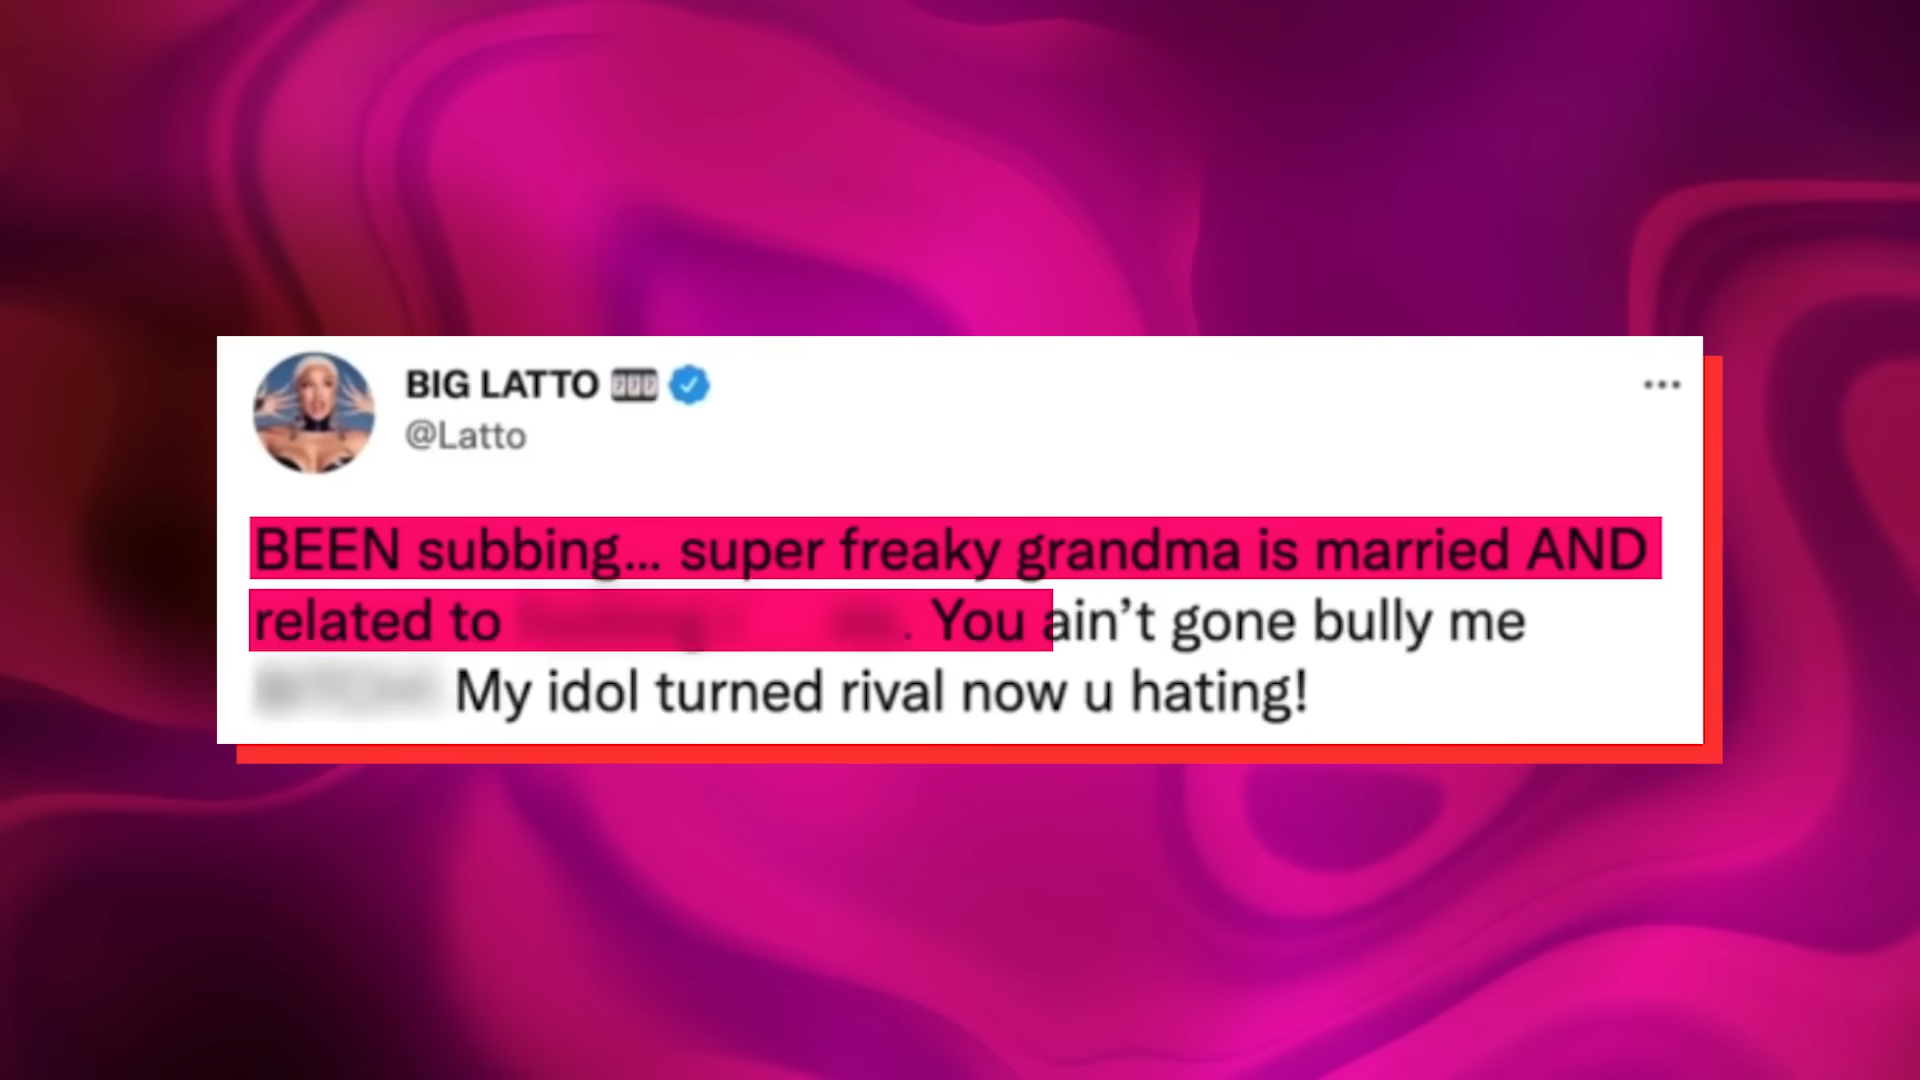 BIG LATTO 🎰
@Latto
BEEN subbing... super freaky grandma is married AND
related to . You ain’t gone bully me
My idol turned rival now u hating!